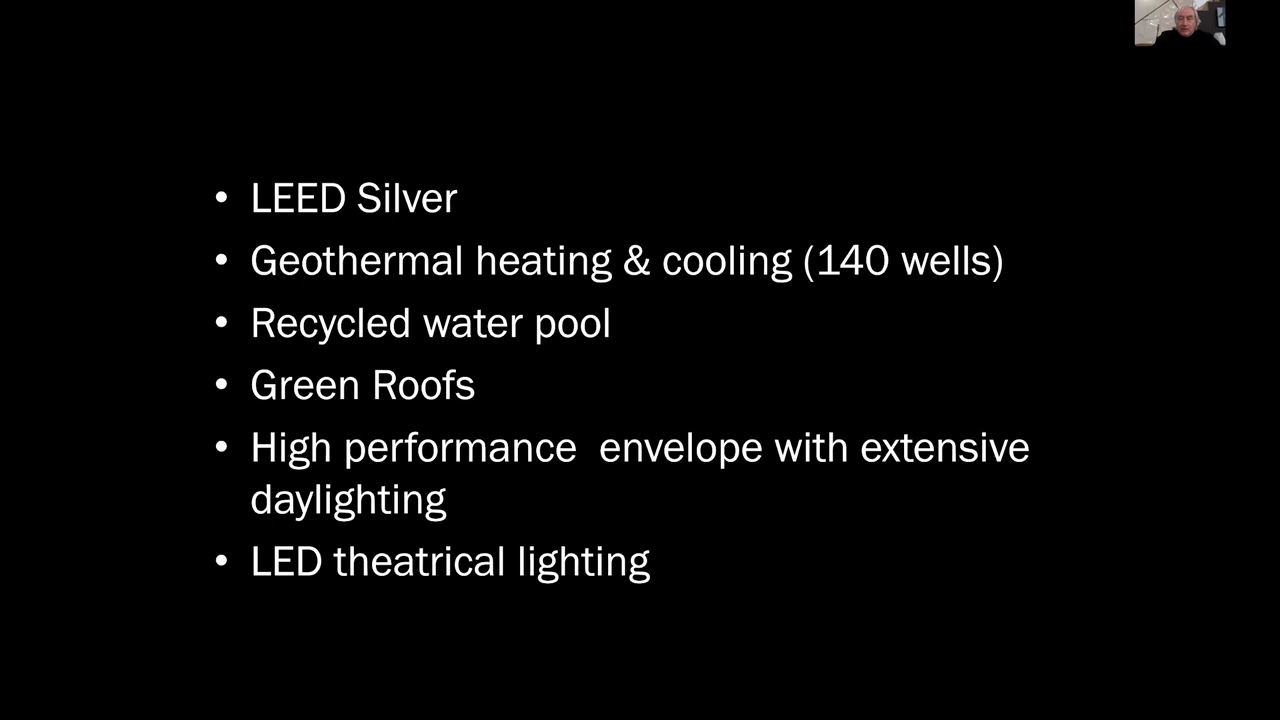 • LEED Silver
• Geothermal heating & cooling (140 wells)
• Recycled water pool
• Green Roofs
• High performance  envelope with extensive
daylighting
• LED theatrical lighting